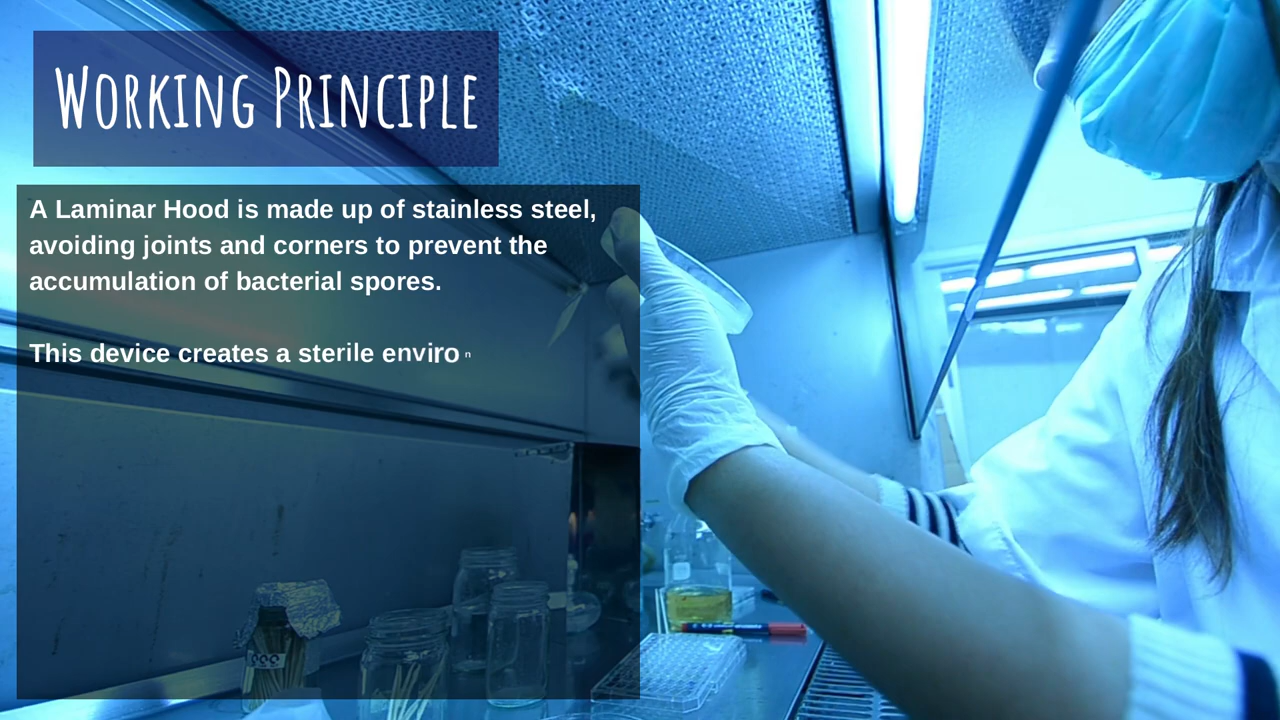 Working Principle
A Laminar Hood is made up of stainless steel,
avoiding joints and corners to prevent the
accumulation of bacterial spores.
This device creates a sterile environ